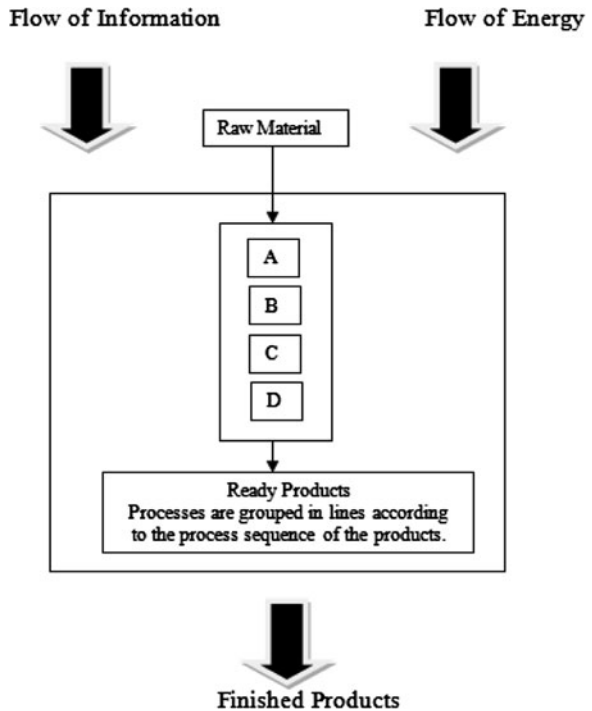 Flow of Information
Flow of Energy
Raw Material
A
B
C
D
Ready Products
Processes are grouped in lines according
to the process sequence of the products.
Finished Products